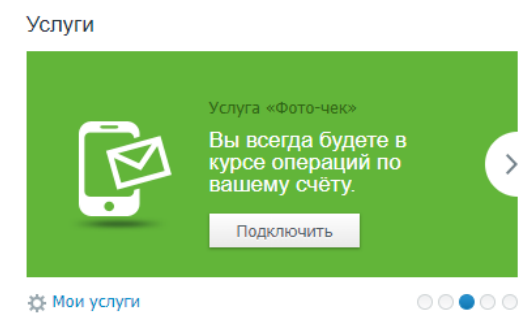 Услуги
Услуга «Фото-чек»
Вы всегда будете в
курсе операций по
вашему счёту.
Подключить
Мои услуги